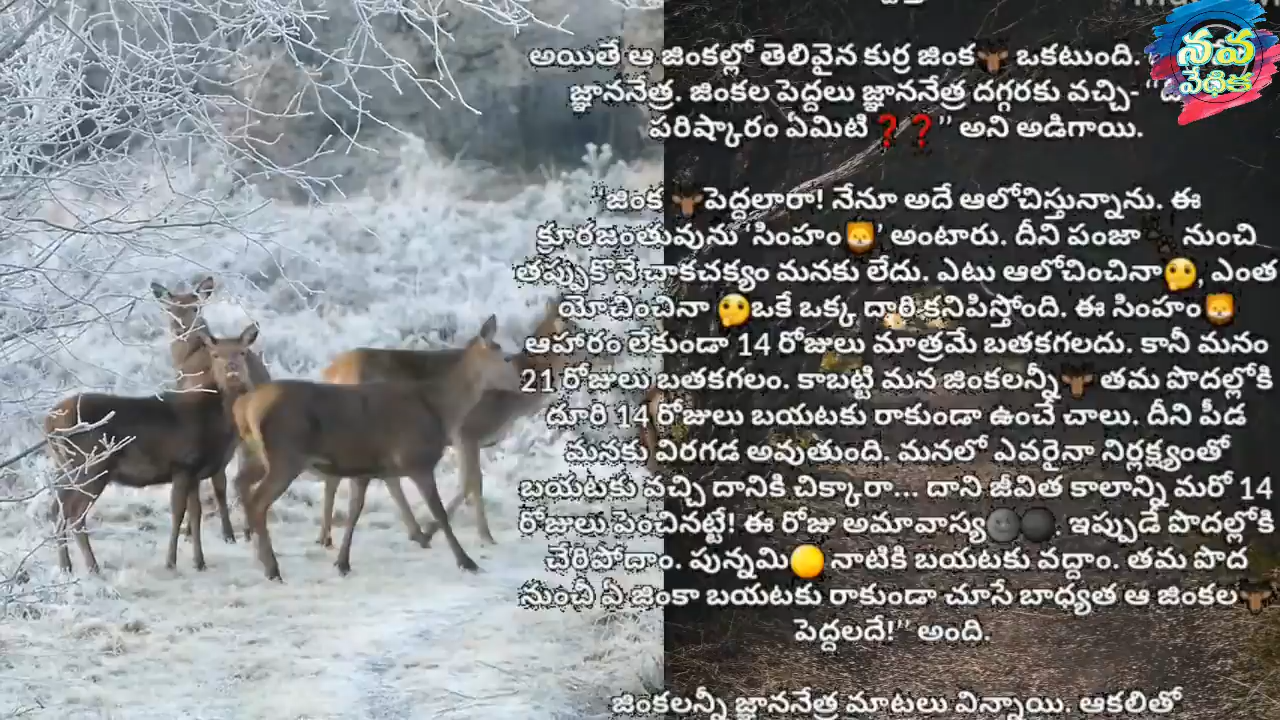 అయితే ఆ జింకల్లో తెలివైన కుర్ర జింక ఒకటుంది.
జ్ఞాననేత్ర. జింకల పెద్దలు జ్ఞాననేత్ర దగ్గరకు వచ్చి-
పరిష్కారం ఏమిటి❓❓'' అని అడిగాయి.
నవ
వేదిక
''జింక పెద్దలారా! నేనూ అదే ఆలోచిస్తున్నాను. ఈ
క్రూరజంతువును 'సింహం🦁' అంటారు. దీని పంజా🐾 నుంచి
తప్పుకొనే చాకచక్యం మనకు లేదు. ఎటు ఆలోచించినా🤔, ఎంత
యోచించినా 🤔ఒకే ఒక్క దారి కనిపిస్తోంది. ఈ సింహం🦁
ఆహారం లేకుండా 14 రోజులు మాత్రమే బతకగలదు. కానీ మనం
21 రోజులు బతకగలం. కాబట్టి మన జింకలన్నీ తమ పొదల్లోకి
దూరి 14 రోజులు బయటకు రాకుండా ఉంచే చాలు. దీని పీడ
మనకు విరగడ అవుతుంది. మనలో ఎవరైనా నిర్లక్ష్యంతో
బయటకు వచ్చి దానికి చిక్కారా... దాని జీవిత కాలాన్ని మరో 14
రోజులు పెంచినట్టే! ఈ రోజు అమావాస్య🌚🌑. ఇప్పుడే పొదల్లోకి
చేరిపోదాం. పున్నమి🌕 నాటికి బయటకు వద్దాం. తమ పొద
నుంచీ ఏ జింకా బయటకు రాకుండా చూసే బాధ్యత ఆ జింకల
పెద్దలదే!'' అంది.
జింకలన్నీ జ్ఞాననేత్ర మాటలు విన్నాయి. ఆకలితో